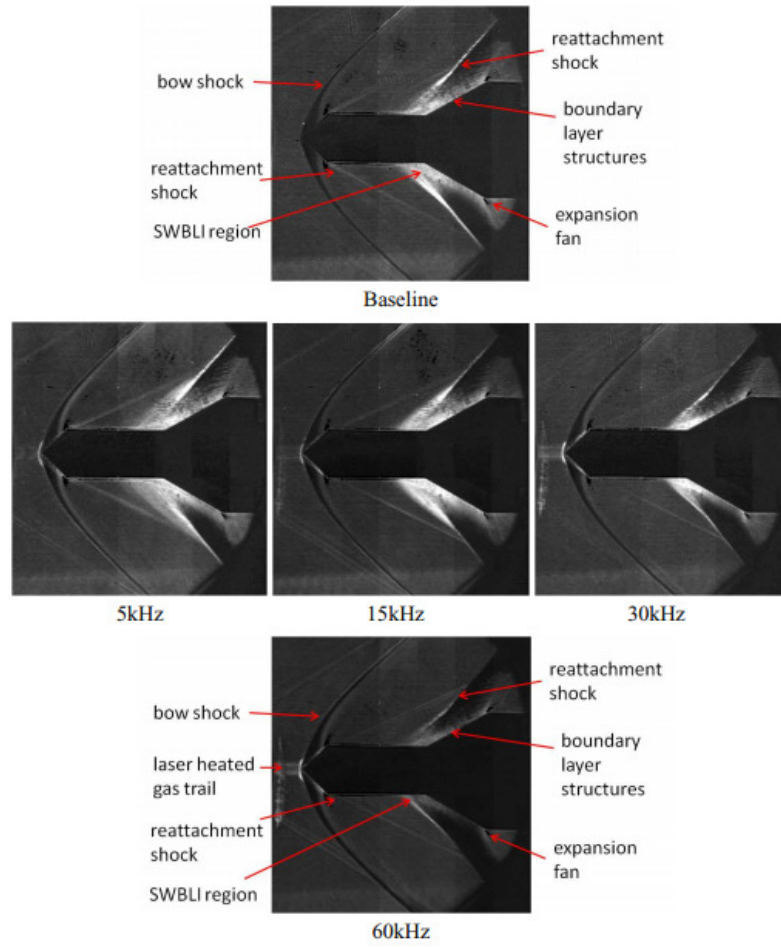 reattachment
shock
bow shock
boundary
layer
structures
reattachment
shock
SWBLI region
expansion
fan
Baseline
5kHz
15kHz
30kHz
reattachment
shock
bow shock
laser heated
gas trail
boundary
layer
structures
reattachment
shock
expansion
fan
SWBLI region
60kHz